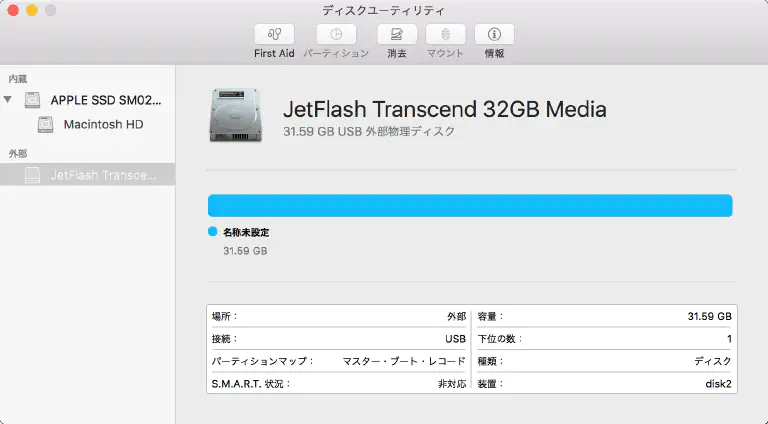 ディスクユーティリティ
First Aid パーティション 消去 マウント 情報
内蔵
APPLE SSD SM02...
Macintosh HD
外部
JetFlash Transce...
JetFlash Transcend 32GB Media
31.59 GB USB 外部物理ディスク
名称未設定
31.59 GB
場所： 外部 容量： 31.59 GB
接続： USB 下位の数： 1
パーティションマップ： マスター・ブート・レコード 種類： ディスク
S.M.A.R.T. 状況： 非対応 装置： disk2